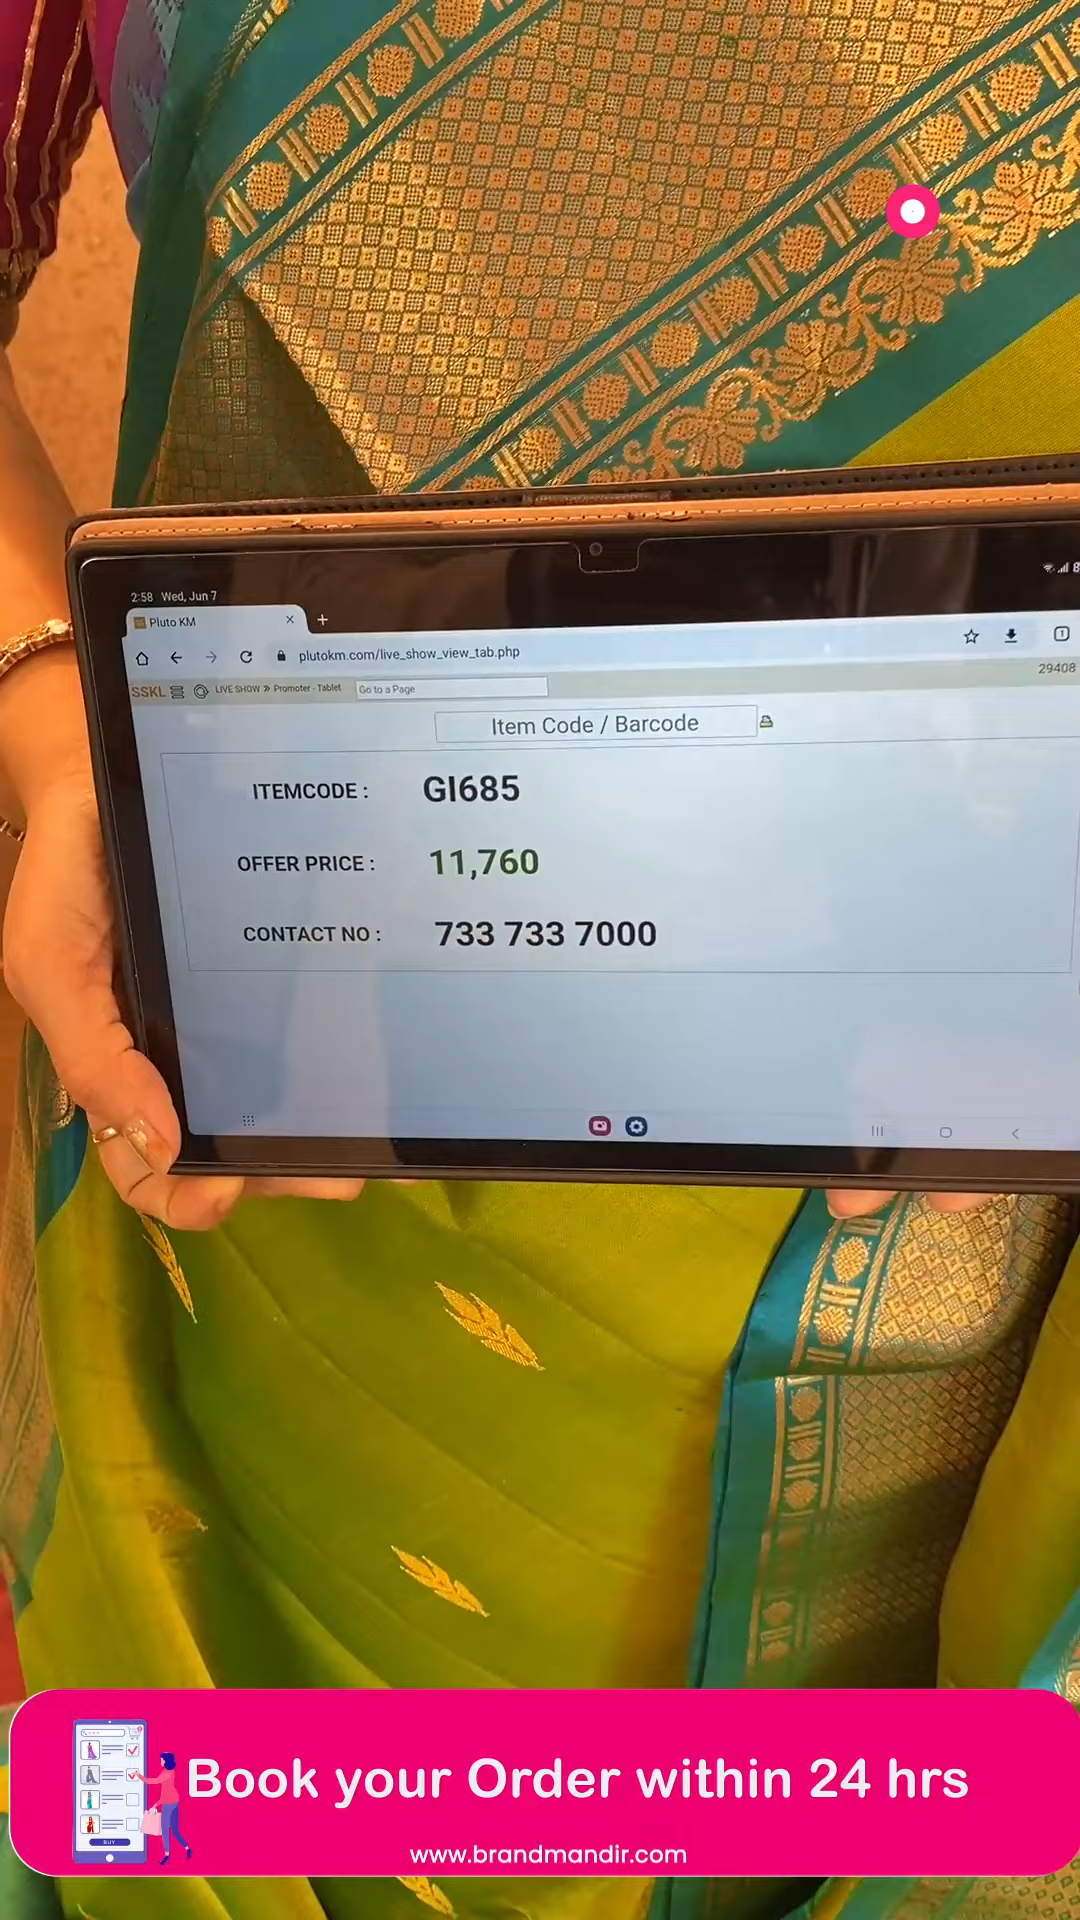 2:58 Wed, Jun 7
Pluto KM
plutokm.com/live_show_view_tab.php
29408
SSKL LIVE SHOW » Promoter - Tablet Go to a Page
Item Code / Barcode
ITEMCODE : GI685
OFFER PRICE : 11,760
CONTACT NO : 733 733 7000
BUY
Book your Order within 24 hrs
www.brandmandir.com